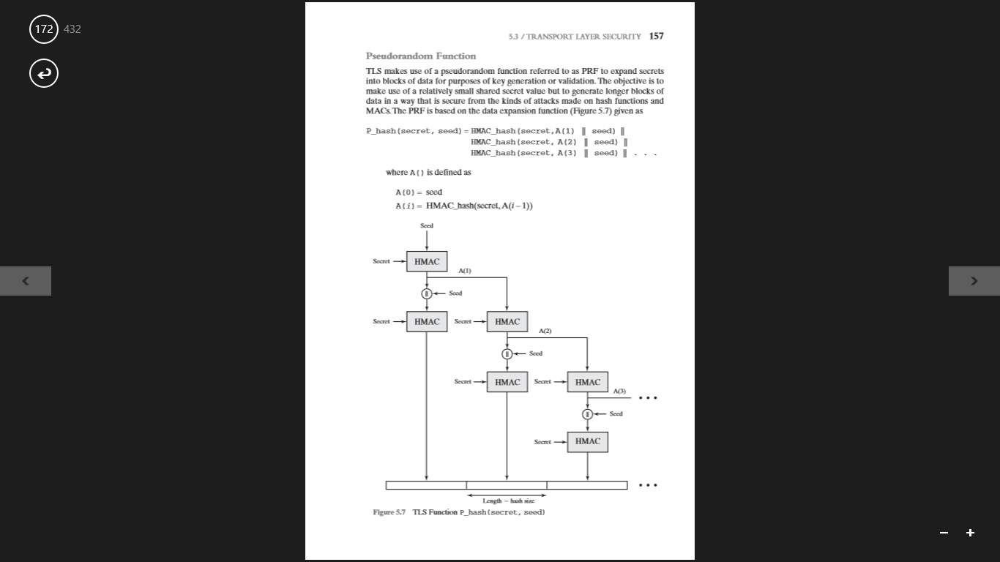 172 432
5.3 / TRANSPORT LAYER SECURITY 157
Pseudorandom Function
TLS makes use of a pseudorandom function referred to as PRF to expand secrets
into blocks of data for purposes of key generation or validation. The objective is to
make use of a relatively small shared secret value but to generate longer blocks of
data in a way that is secure from the kinds of attacks made on hash functions and
MACs. The PRF is based on the data expansion function (Figure 5.7) given as
P_hash(secret, seed) = HMAC_hash(secret,A(1) || seed) ||
HMAC_hash(secret, A(2) || seed) ||
HMAC_hash(secret, A(3) || seed) || . . .
where A() is defined as
A(0) = seed
A(i) = HMAC_hash(secret, A(i – 1))
Seed
Secret HMAC
A(1)
|| Seed
Secret HMAC Secret HMAC
A(2)
|| Seed
Secret HMAC Secret HMAC
A(3)
• • •
|| Seed
Secret HMAC
• • •
Length = hash size
Figure 5.7 TLS Function P_hash(secret, seed)